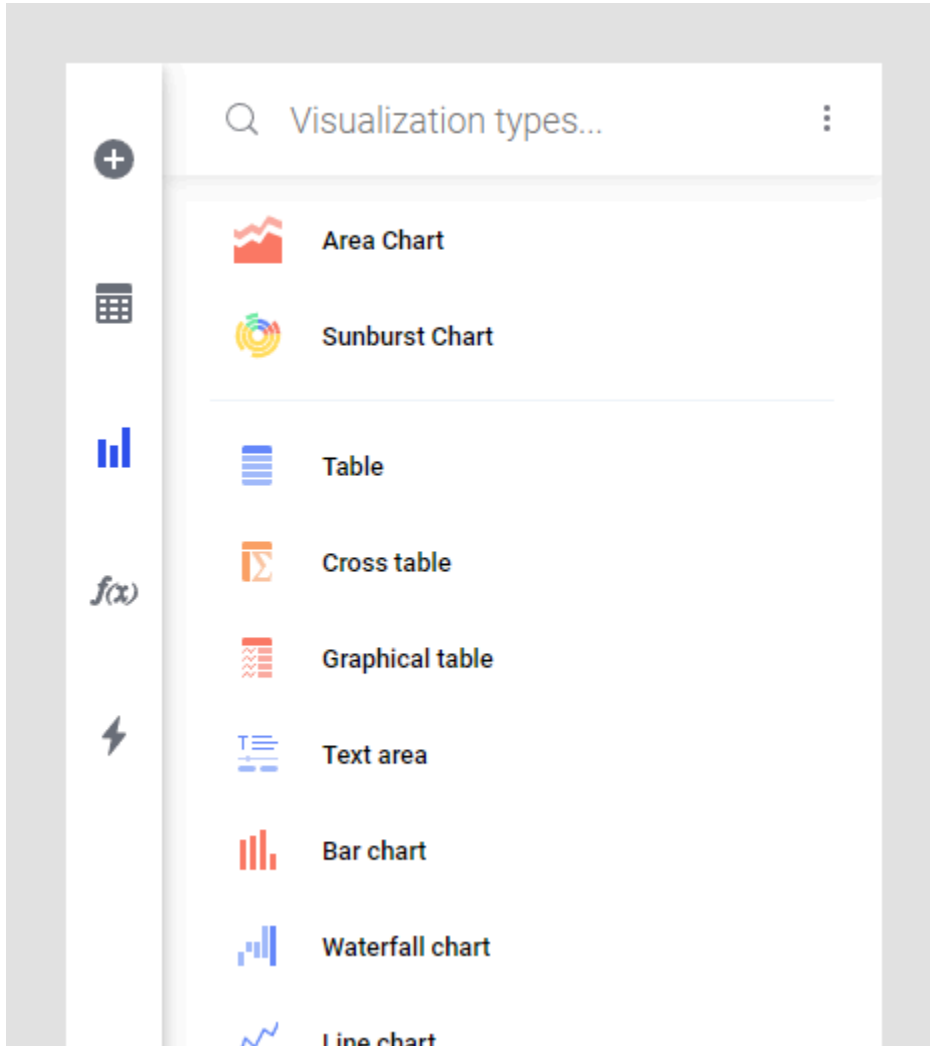 Visualization types...
Area Chart
Sunburst Chart
Table
Cross table
f(x)
Graphical table
Text area
Bar chart
Waterfall chart
Line chart